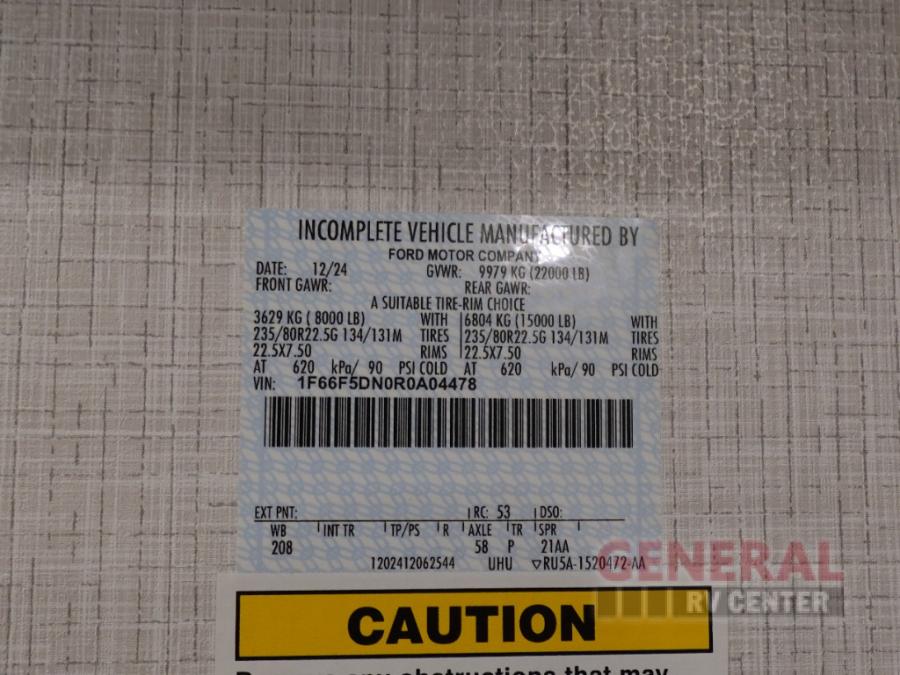 INCOMPLETE VEHICLE MANUFACTURED BY
FORD MOTOR COMPANY
DATE: 12/24 GVWR: 9979 KG (22000 LB)
FRONT GAWR: REAR GAWR:
A SUITABLE TIRE-RIM CHOICE
3629 KG ( 8000 LB) WITH 6804 KG (15000 LB) WITH
235/80R22.5G 134/131M TIRES 235/80R22.5G 134/131M TIRES
22.5X7.50 RIMS 22.5X7.50 RIMS
AT 620 kPa/ 90 PSI COLD AT 620 kPa/ 90 PSI COLD
VIN: 1F66F5DN0R0A04478
EXT PNT: RC: 53 DSO:
WB INT TR TP/PS R AXLE TR SPR
208 58 P 21AA
1202412062544 UHU ▽RU5A-1520472-AA
GENERAL
RV CENTER
CAUTION
any obstructions that may